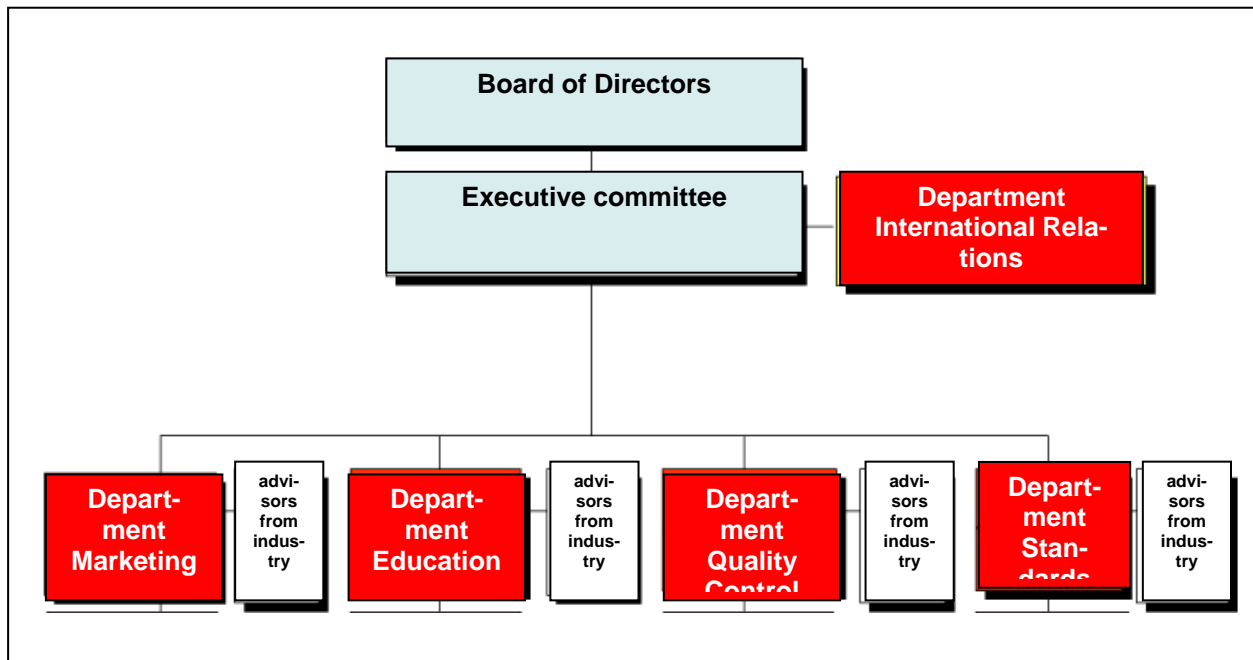 Board of Directors
Executive committee
Department
International Rela-
tions
Depart-
ment
Marketing
advi-
sors
from
indus-
try
Depart-
ment
Education
advi-
sors
from
indus-
try
Depart-
ment
Quality
Control
advi-
sors
from
indus-
try
Depart-
ment
Stan-
dards
advi-
sors
from
indus-
try